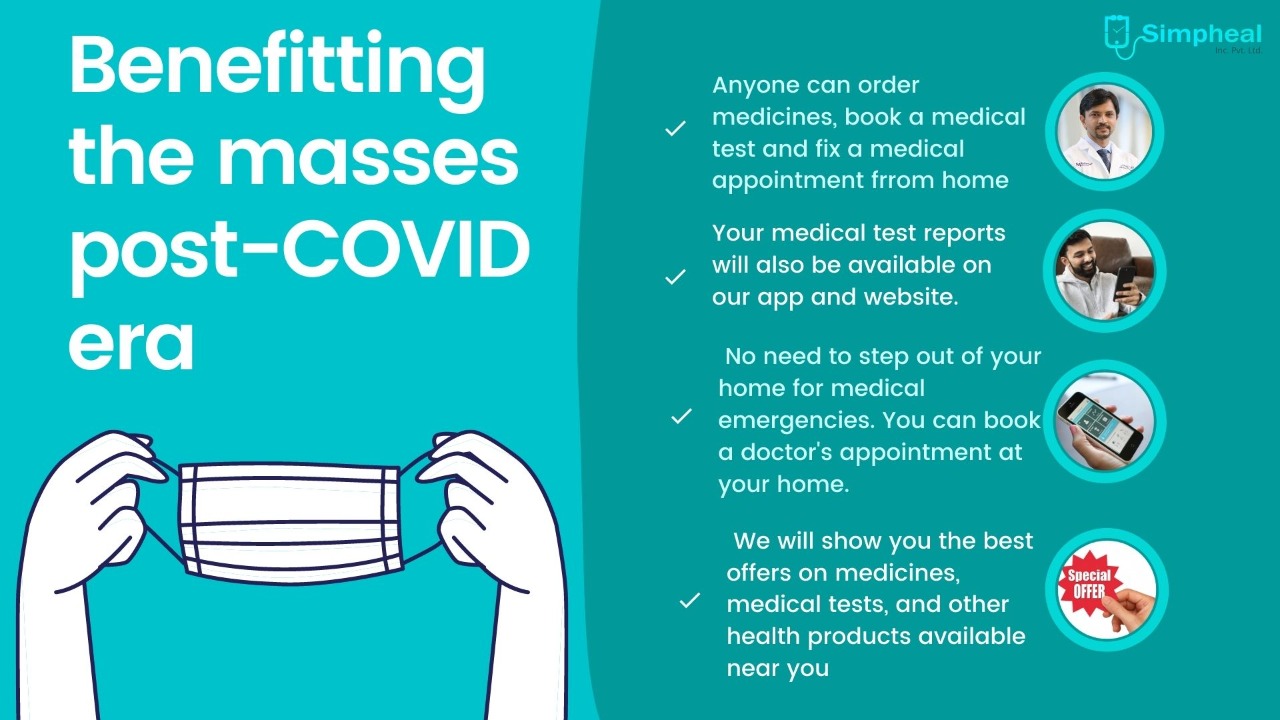 Benefitting
the masses
post-COVID
era
Simpheal
Inc. Pvt. Ltd.
Anyone can order
medicines, book a medical
test and fix a medical
appointment frrom home
Your medical test reports
will also be available on
our app and website.
No need to step out of your
home for medical
emergencies. You can book
a doctor's appointment at
your home.
We will show you the best
offers on medicines,
medical tests, and other
health products available
near you
Special
OFFER